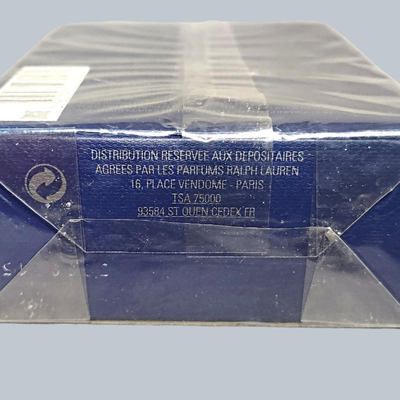 DISTRIBUTION RESERVEE AUX DEPOSITAIRES
AGREES PAR LES PARFUMS RALPH LAUREN
16, PLACE VENDOME - PARIS
TSA 75000
93584 ST OUEN CEDEX FR